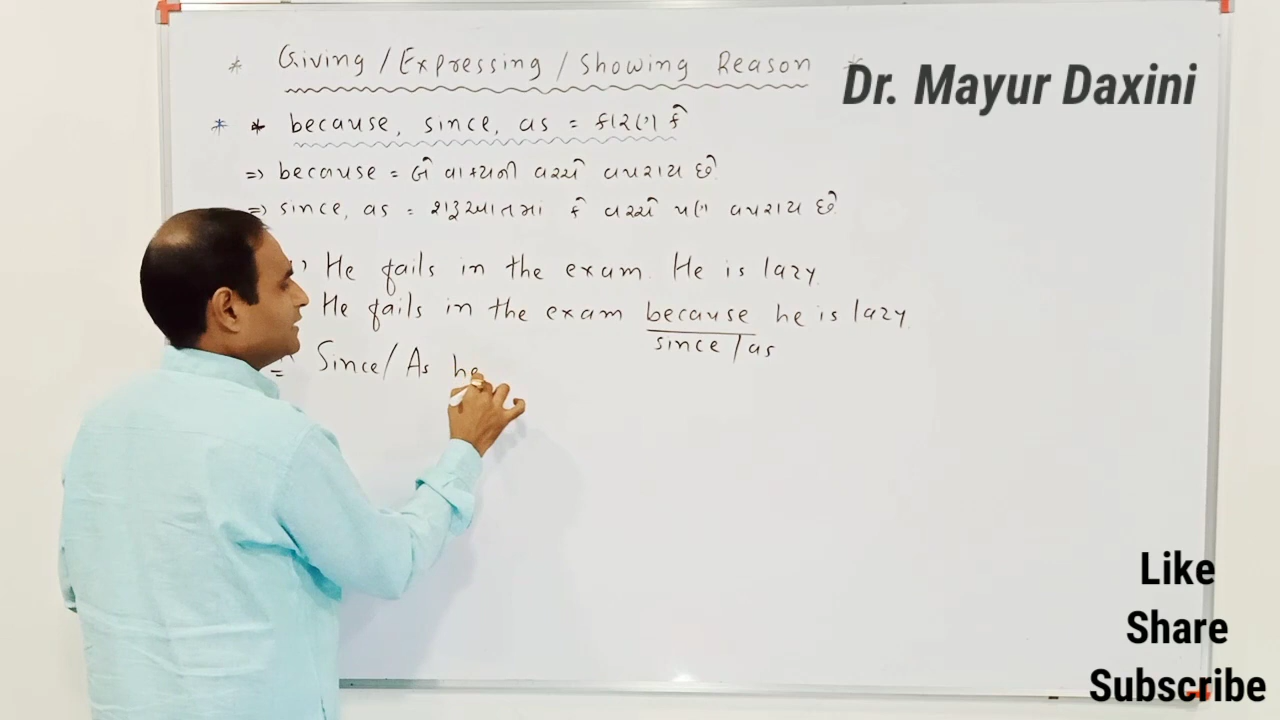 * Giving / Expressing / Showing Reason *
Dr. Mayur Daxini
* * because, since, as = કારણ કે
=> because = બે વાક્યની વચ્ચે વપરાય છે
=> since, as = શરૂઆતમાં કે વચ્ચે પણ વપરાય છે
He fails in the exam. He is lazy.
He fails in the exam because he is lazy.
since / as
= Since / As he
Like
Share
Subscribe